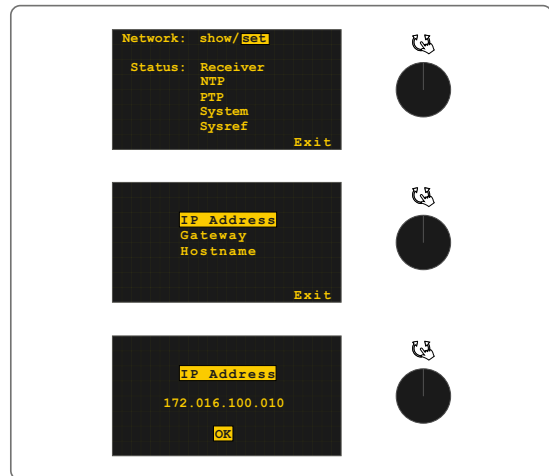 Network: show/set
Status: Receiver
NTP
PTP
System
Sysref
Exit
IP Address
Gateway
Hostname
Exit
IP Address
172.016.100.010
OK